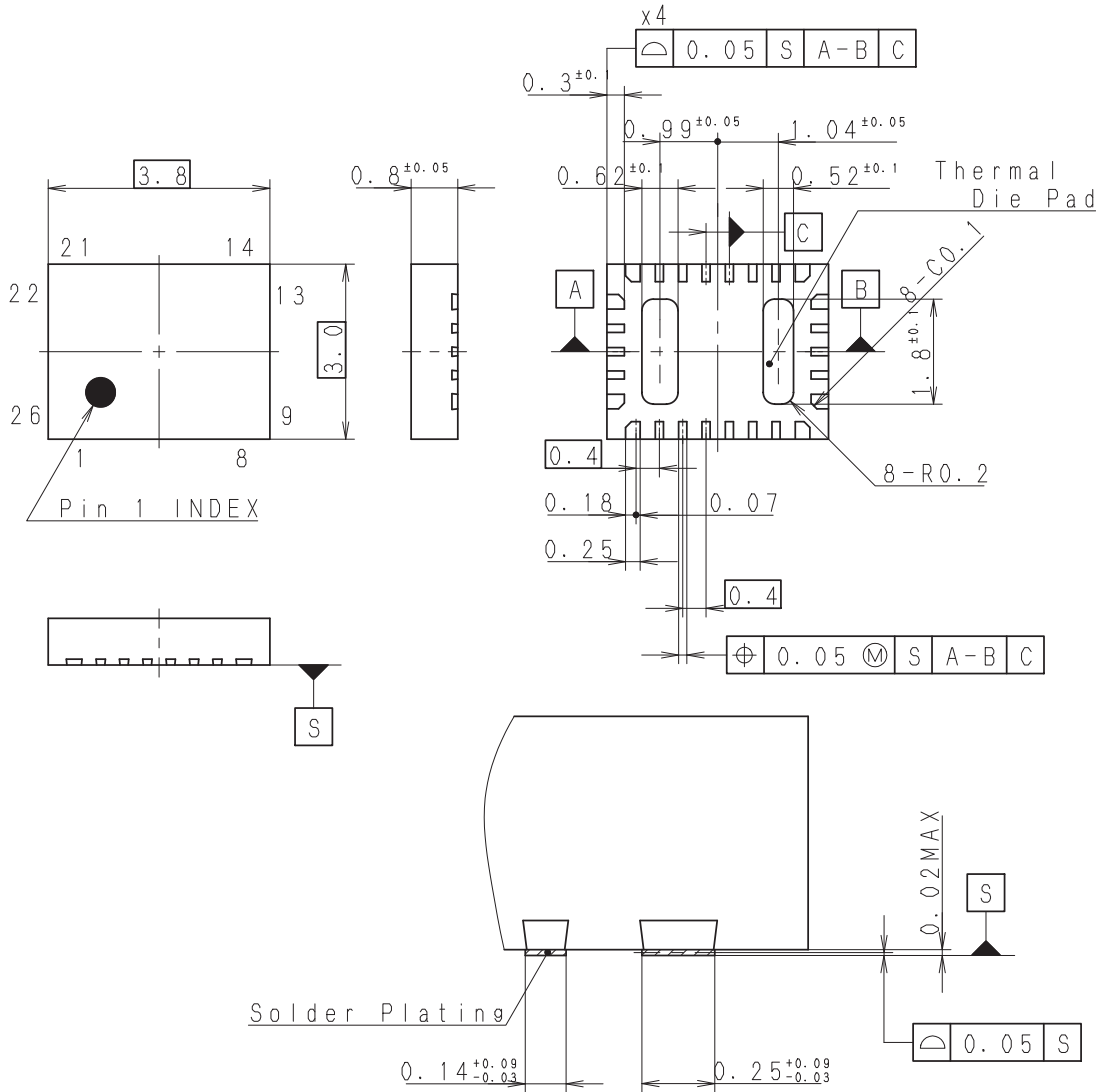 x4
⌓ 0.05 S A-B C
0.3±0.1
0.99±0.05 1.04±0.05
3.8
0.8±0.05
0.62±0.1 0.52±0.1
Thermal
Die Pad
21 14
C
22 13
A B
8-C0.1
3.0
1.8±0.1
26 9
1 8
0.4
8-R0.2
Pin 1 INDEX
0.18 0.07
0.25
0.4
⌖ 0.05 Ⓜ S A-B C
S
0.02MAX
S
Solder Plating
⌓ 0.05 S
0.14+0.09-0.03 0.25+0.09-0.03